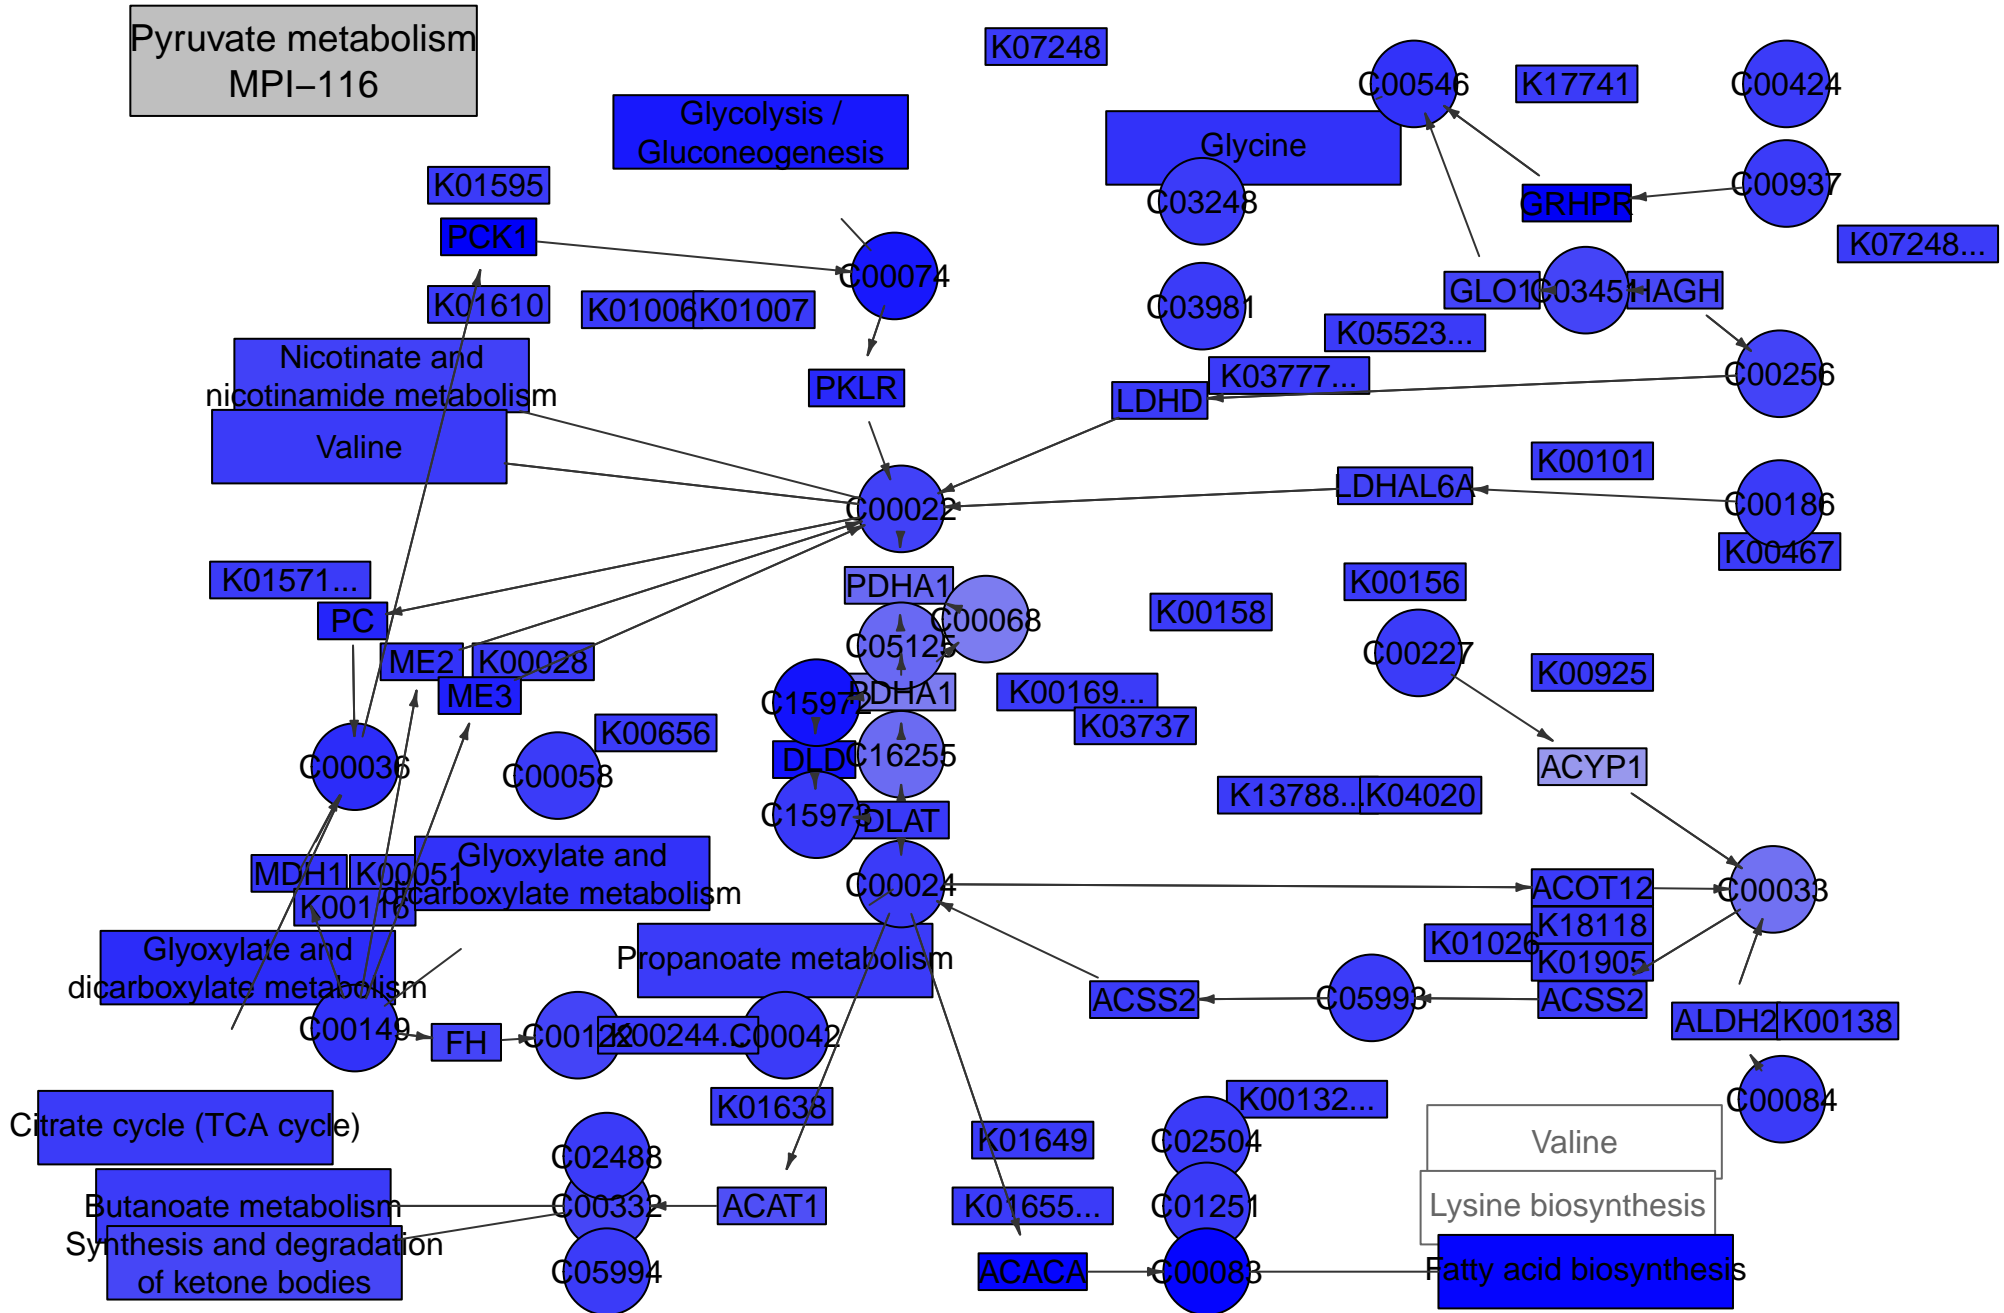 Pyruvate metabolism
MPI−116
K07248
C00546
K17741
C00424
Glycolysis /
Gluconeogenesis
Glycine
K01595
C03248
GRHPR
C00937
PCK1
K07248...
C00074
GLO1
C03451
HAGH
K01610
K01006
K01007
C03981
K05523...
Nicotinate and
nicotinamide metabolism
PKLR
K03777...
LDHD
C00256
Valine
K00101
C00022
LDHAL6A
C00186
K00467
K01571...
PDHA1
K00156
PC
C00068
K00158
C05125
C00227
ME2
K00028
ME3
K00925
C15972
PDHA1
K00169...
K03737
K00656
C00036
C00058
DLD
C16255
ACYP1
K13788...
K04020
C15973
DLAT
MDH1
K00051
Glyoxylate and
dicarboxylate metabolism
K00116
C00024
ACOT12
C00033
K18118
K01026
K01905
Glyoxylate and
dicarboxylate metabolism
Propanoate metabolism
ACSS2
C05993
ACSS2
ALDH2
K00138
C00149
FH
C00122
K00244...
C00042
K01638
K00132...
C00084
Citrate cycle (TCA cycle)
C02488
K01649
C02504
Valine
Butanoate metabolism
C00332
ACAT1
K01655...
C01251
Lysine biosynthesis
Synthesis and degradation
of ketone bodies
C05994
ACACA
C00083
Fatty acid biosynthesis